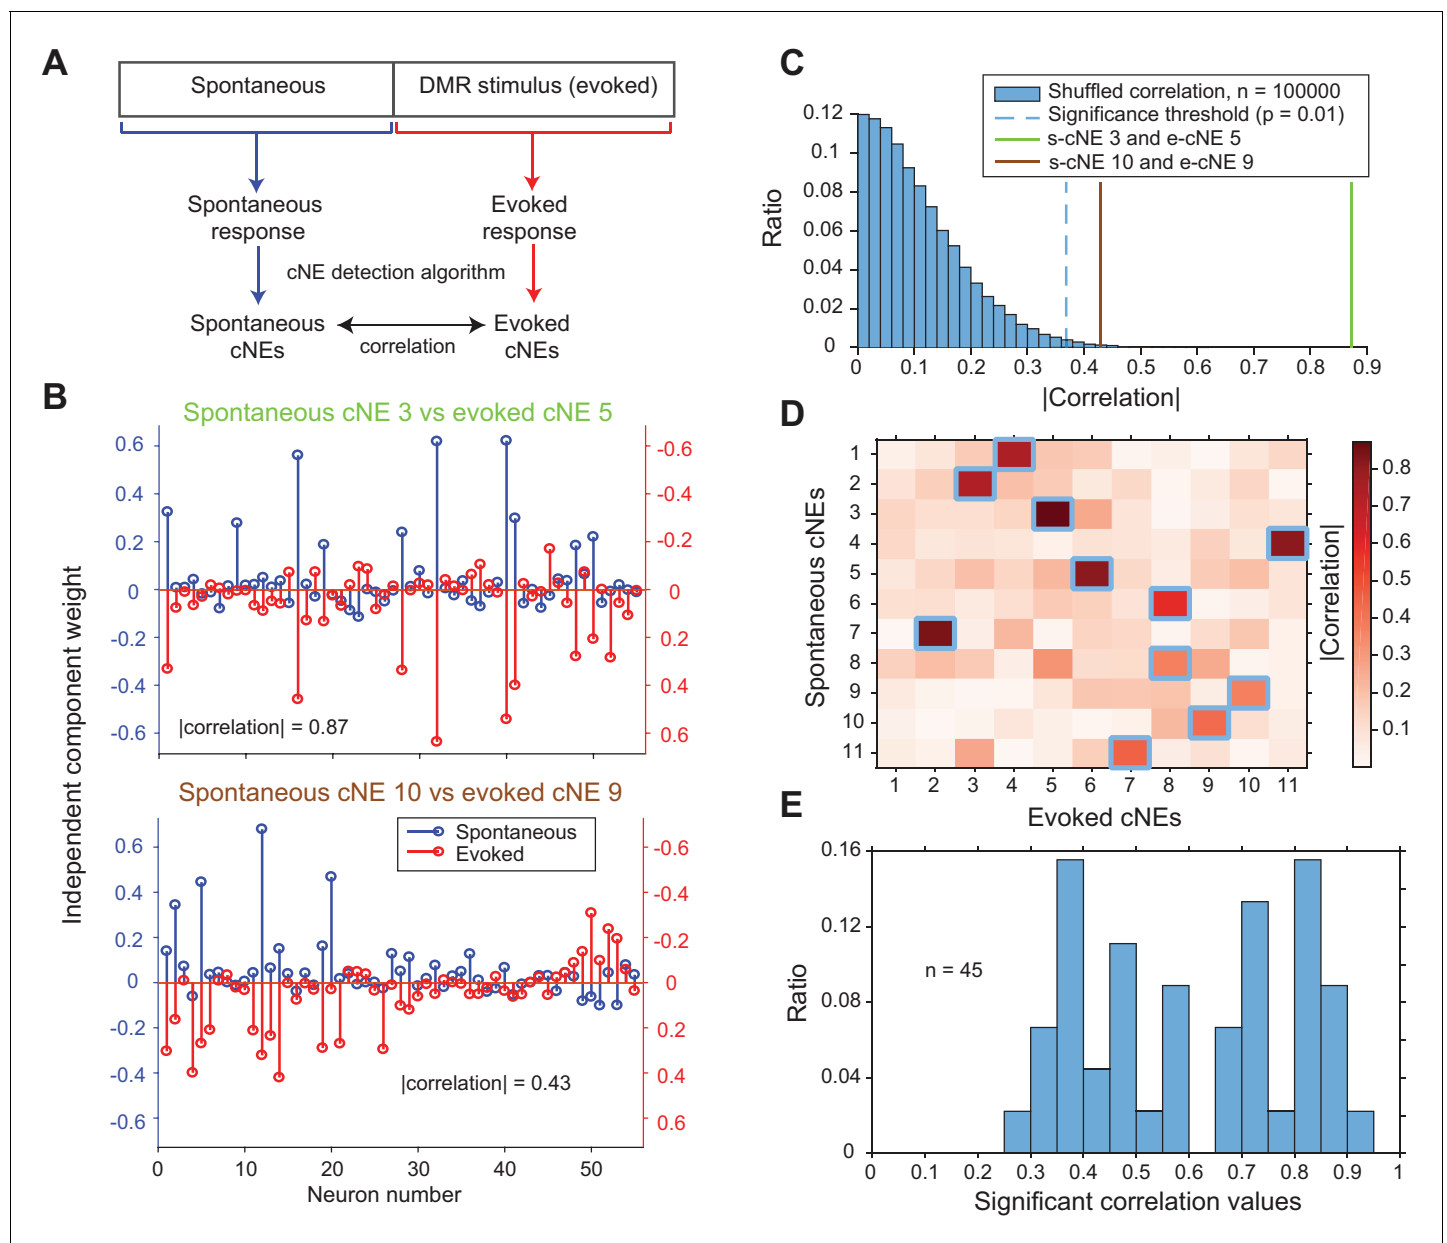 A
Spontaneous
DMR stimulus (evoked)
Spontaneous
response
Evoked
response
cNE detection algorithm
Spontaneous
cNEs
correlation
Evoked
cNEs
B
Spontaneous cNE 3 vs evoked cNE 5
0.6
0.4
0.2
0
-0.2
-0.4
-0.6
-0.6
-0.4
-0.2
0
0.2
0.4
0.6
|correlation| = 0.87
Independent component weight
Spontaneous cNE 10 vs evoked cNE 9
Spontaneous
Evoked
0.6
0.4
0.2
0
-0.2
-0.4
-0.6
-0.6
-0.4
-0.2
0
0.2
0.4
0.6
|correlation| = 0.43
0 10 20 30 40 50
Neuron number
C
Shuffled correlation, n = 100000
Significance threshold (p = 0.01)
s-cNE 3 and e-cNE 5
s-cNE 10 and e-cNE 9
0.12
0.1
0.08
0.06
0.04
0.02
0
Ratio
0 0.1 0.2 0.3 0.4 0.5 0.6 0.7 0.8 0.9
|Correlation|
D
Spontaneous cNEs
1
2
3
4
5
6
7
8
9
10
11
1 2 3 4 5 6 7 8 9 10 11
Evoked cNEs
|Correlation|
0.8
0.7
0.6
0.5
0.4
0.3
0.2
0.1
E
0.16
0.12
0.08
0.04
0
Ratio
n = 45
0 0.1 0.2 0.3 0.4 0.5 0.6 0.7 0.8 0.9 1
Significant correlation values